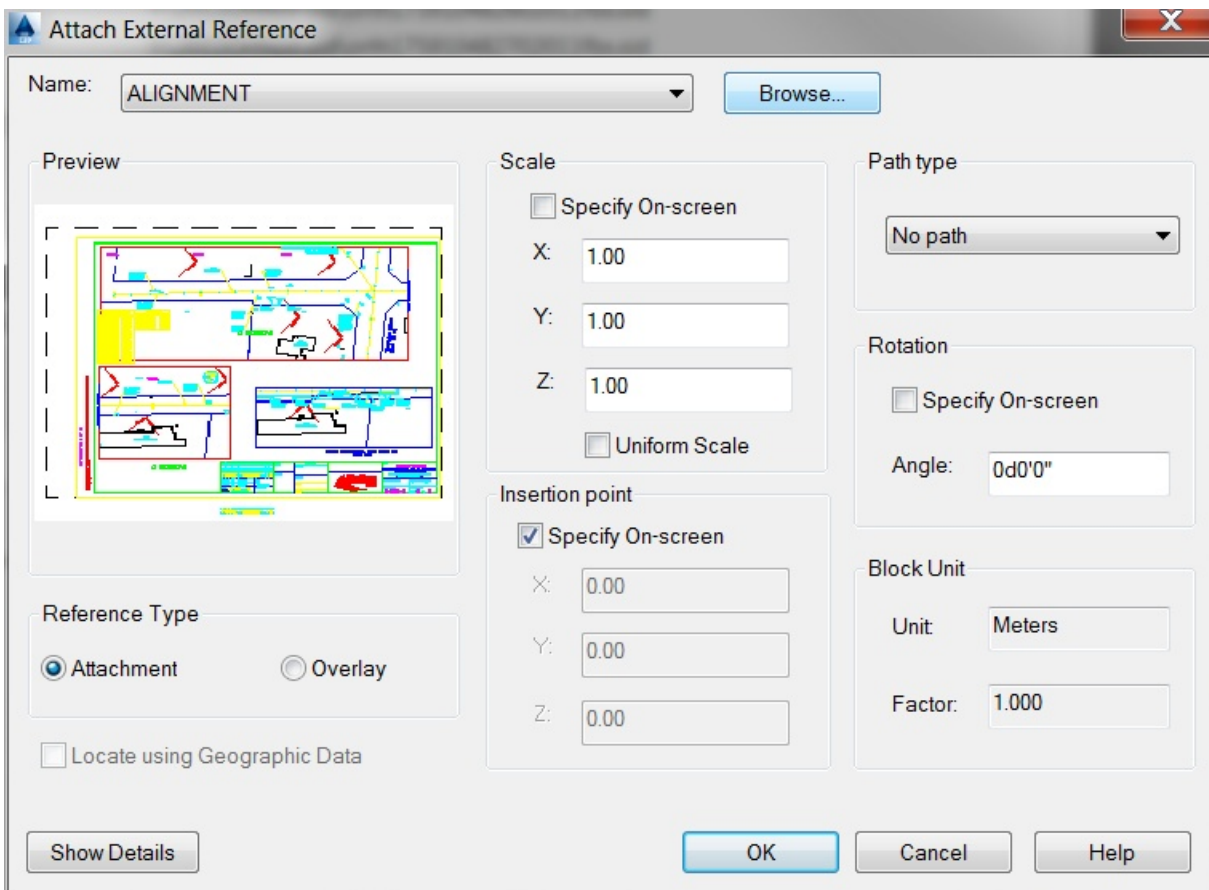 Attach External Reference
Name:
ALIGNMENT
Browse...
Preview
Reference Type
Attachment
Overlay
Locate using Geographic Data
Show Details
Scale
Specify On-screen
X:
1.00
Y:
1.00
Z:
1.00
Uniform Scale
Insertion point
Specify On-screen
X:
0.00
Y:
0.00
Z:
0.00
Path type
No path
Rotation
Specify On-screen
Angle:
0d0'0"
Block Unit
Unit:
Meters
Factor:
1.000
OK
Cancel
Help